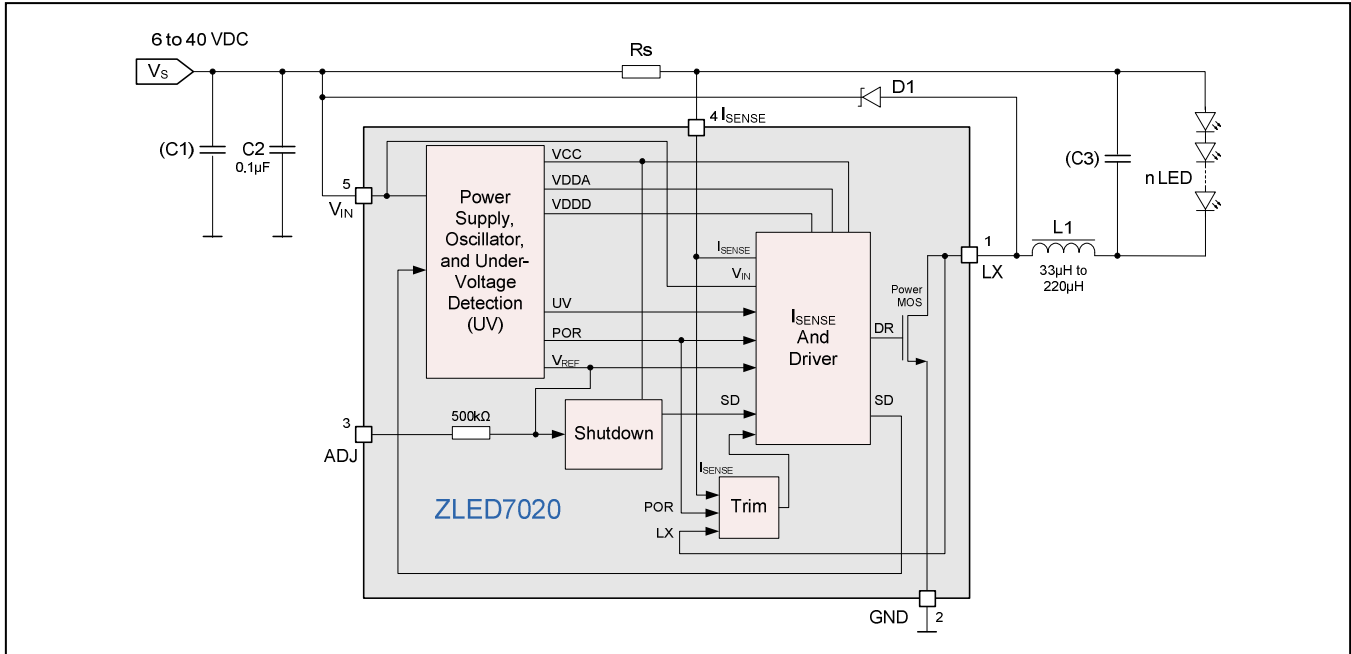 6 to 40 VDC
VS
Rs
D1
4 ISENSE
(C1)
C2
0.1µF
(C3)
n LED
5
VIN
Power
Supply,
Oscillator,
and Under-
Voltage
Detection
(UV)
VCC
VDDA
VDDD
ISENSE
VIN
UV
POR
VREF
ISENSE
And
Driver
Power
MOS
DR
SD
1
LX
L1
33µH to
220µH
3
ADJ
500kΩ
Shutdown
SD
ISENSE
POR
LX
Trim
ZLED7020
GND
2